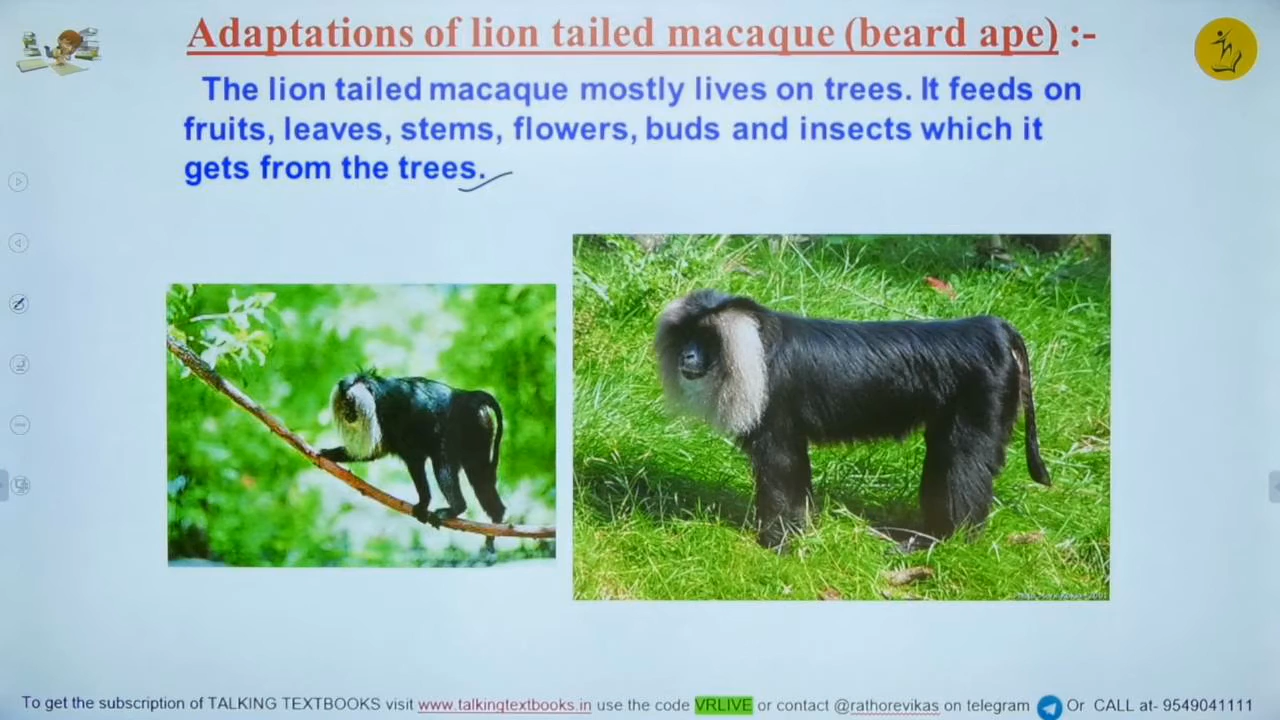 Adaptations of lion tailed macaque (beard ape) :-
The lion tailed macaque mostly lives on trees. It feeds on
fruits, leaves, stems, flowers, buds and insects which it
gets from the trees.
To get the subscription of TALKING TEXTBOOKS visit www.talkingtextbooks.in use the code VRLIVE or contact @rathorevikas on telegram Or CALL at- 9549041111